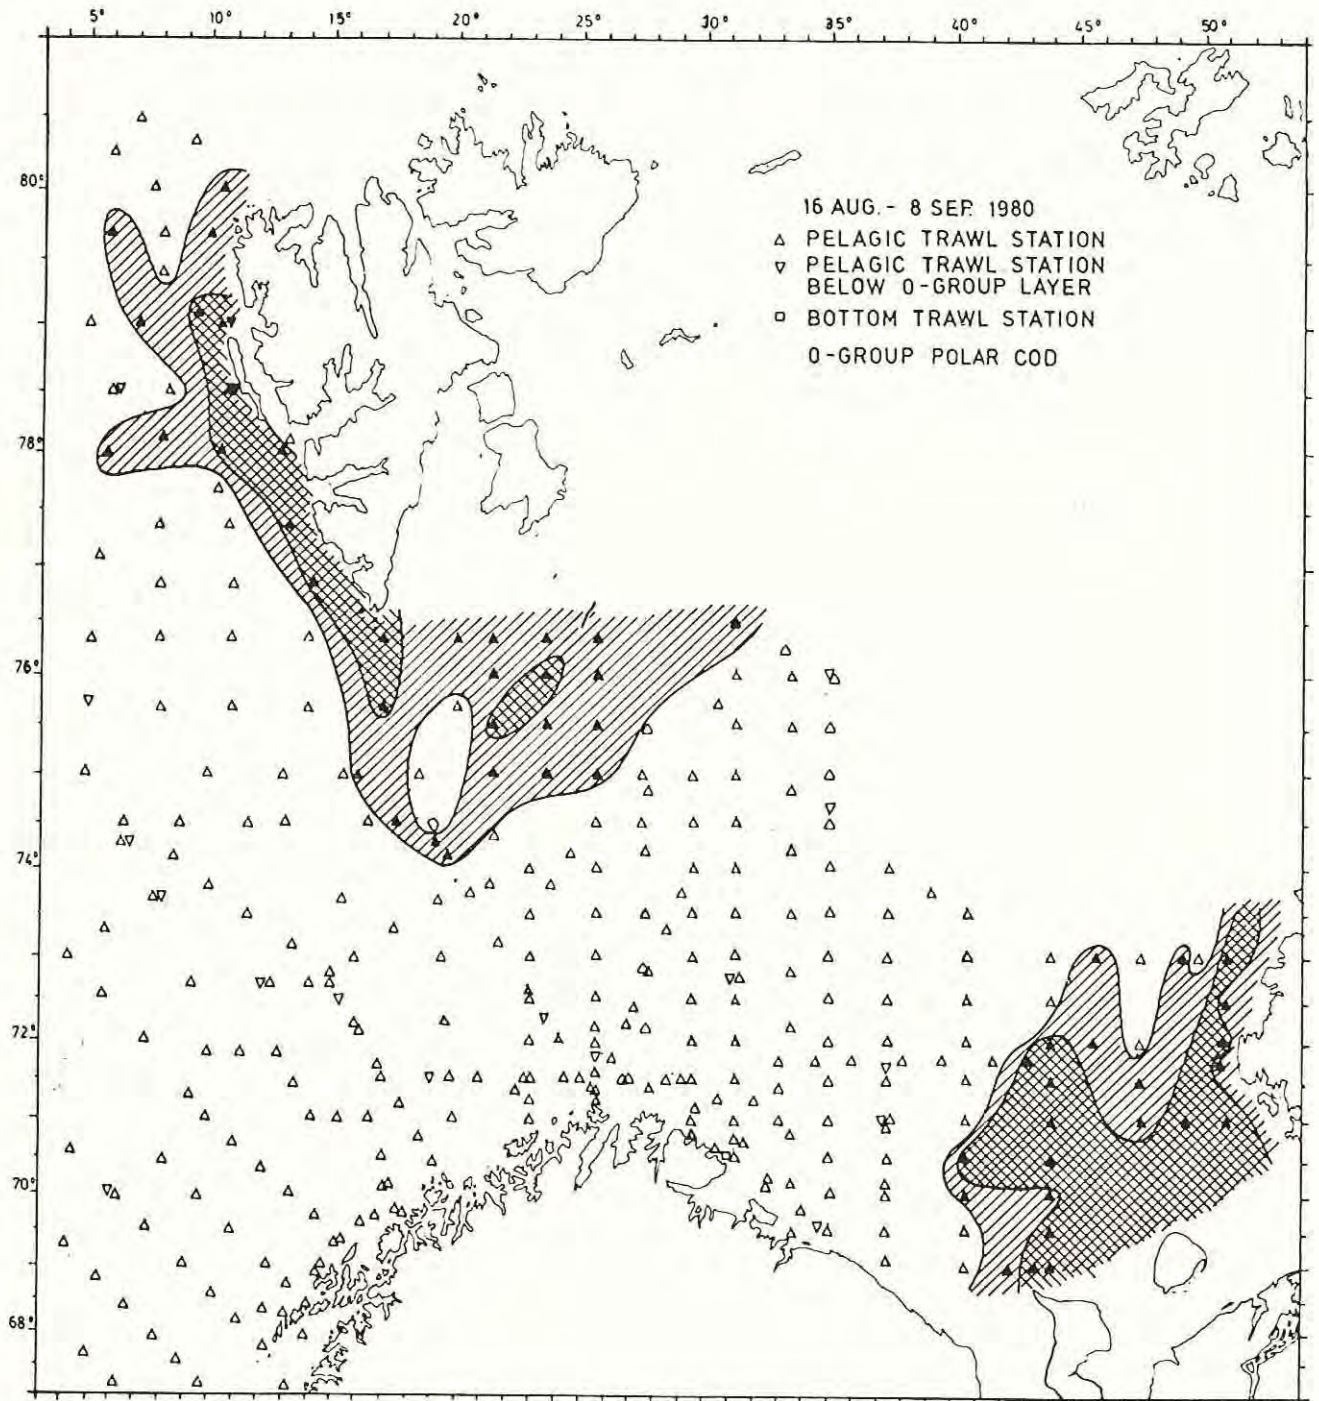 5° 10° 15° 20° 25° 30° 35° 40° 45° 50°
80°
16 AUG. - 8 SEP. 1980
△ PELAGIC TRAWL STATION
▽ PELAGIC TRAWL STATION
BELOW 0-GROUP LAYER
□ BOTTOM TRAWL STATION
0-GROUP POLAR COD
78°
76°
74°
72°
70°
68°